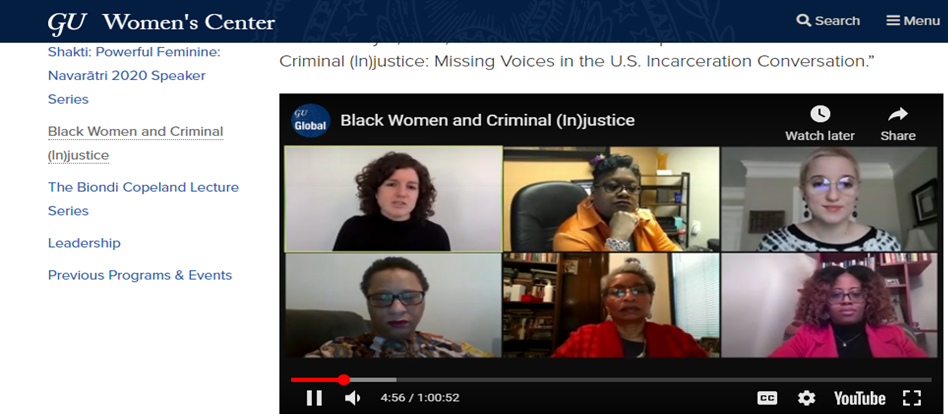 GU Women's Center
Search
Menu
Shakti: Powerful Feminine:
Navarātri 2020 Speaker
Series
Black Women and Criminal
(In)justice
The Biondi Copeland Lecture
Series
Leadership
Previous Programs & Events
Criminal (In)justice: Missing Voices in the U.S. Incarceration Conversation.”
GU
Global
Black Women and Criminal (In)justice
Watch later
Share
4:56 / 1:00:52
CC
YouTube